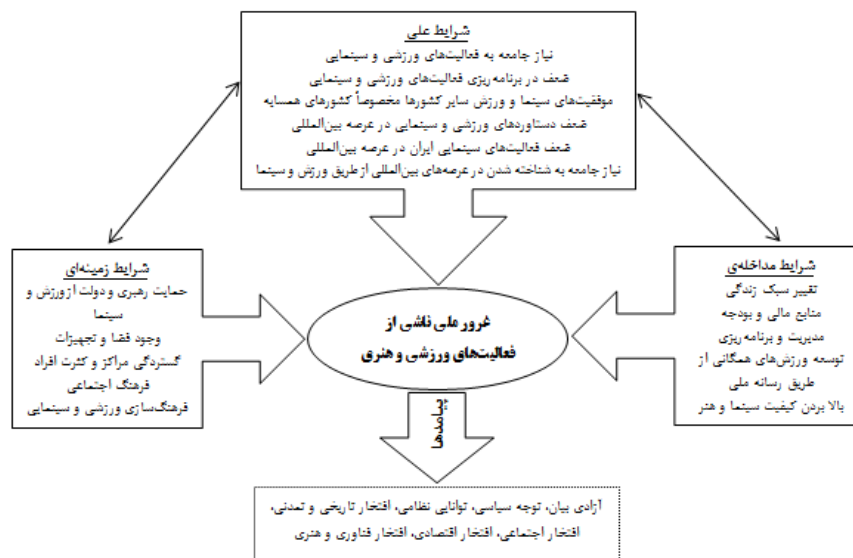 شرایط علی
نیاز جامعه به فعالیت‌های ورزشی و سینمایی
ضعف در برنامه‌ریزی فعالیت‌های ورزشی و سینمایی
موفقیت‌های سینما و ورزش سایر کشورها مخصوصاً کشورهای همسایه
ضعف دستاوردهای ورزشی و سینمایی در عرصه بین‌المللی
ضعف فعالیت‌های سینمایی ایران در عرصه بین‌المللی
نیاز جامعه به شناخته شدن در عرصه‌های بین‌المللی از طریق ورزش و سینما
شرایط مداخله‌ی
تغییر سبک زندگی
منابع مالی و بودجه
مدیریت و برنامه‌ریزی
توسعه ورزش‌های همگانی از
طریق رسانه ملی
بالا بردن کیفیت سینما و هنر
غرور ملی ناشی از
فعالیت‌های ورزشی و هنری
شرایط زمینه‌ای
حمایت رهبری و دولت از ورزش و
سینما
وجود فضا و تجهیزات
گستردگی مراکز و کثرت افراد
فرهنگ اجتماعی
فرهنگ‌سازی ورزشی و سینمایی
پیامدها
آزادی بیان، توجه سیاسی، توانایی نظامی، افتخار تاریخی و تمدنی،
افتخار اجتماعی، افتخار اقتصادی، افتخار فناوری و هنری